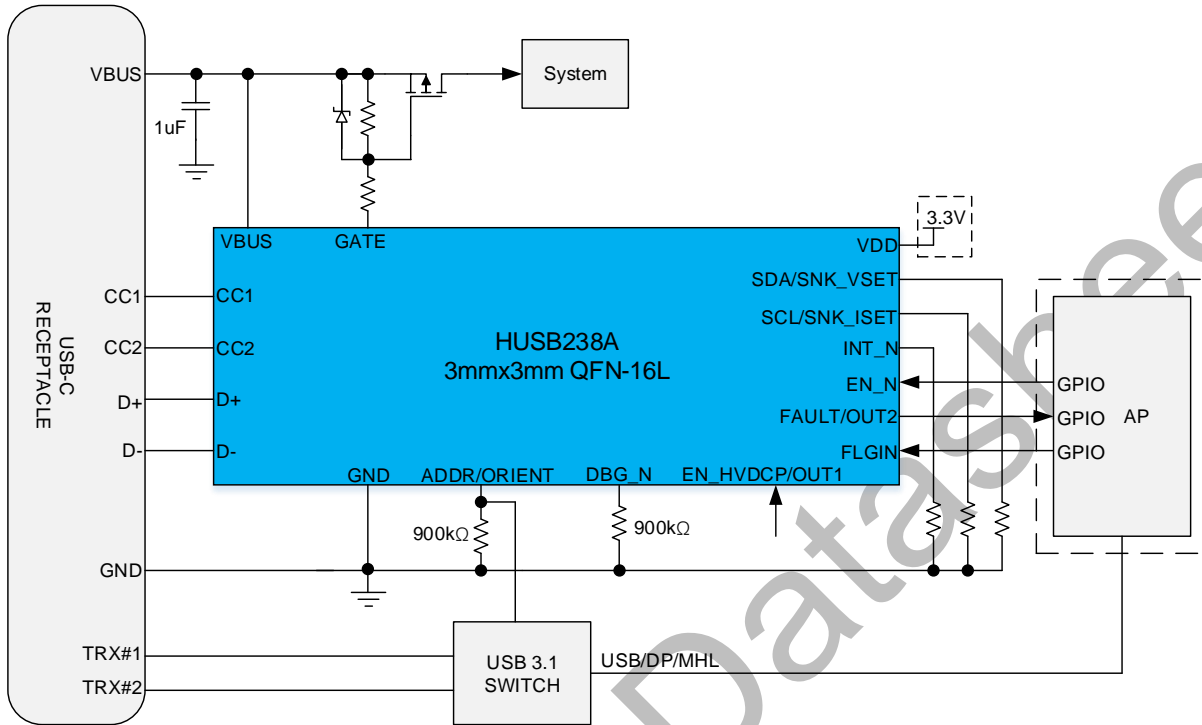 VBUS
System
1uF
3.3V
VBUS
GATE
VDD
SDA/SNK_VSET
CC1
CC1
SCL/SNK_ISET
USB-C
RECEPTACLE
CC2
CC2
HUSB238A
3mmx3mm QFN-16L
INT_N
EN_N
GPIO
D+
D+
FAULT/OUT2
GPIO
AP
D-
D-
FLGIN
GPIO
GND
ADDR/ORIENT
DBG_N
EN_HVDCP/OUT1
900kΩ
900kΩ
GND
TRX#1
TRX#2
USB 3.1
SWITCH
USB/DP/MHL
Datashee